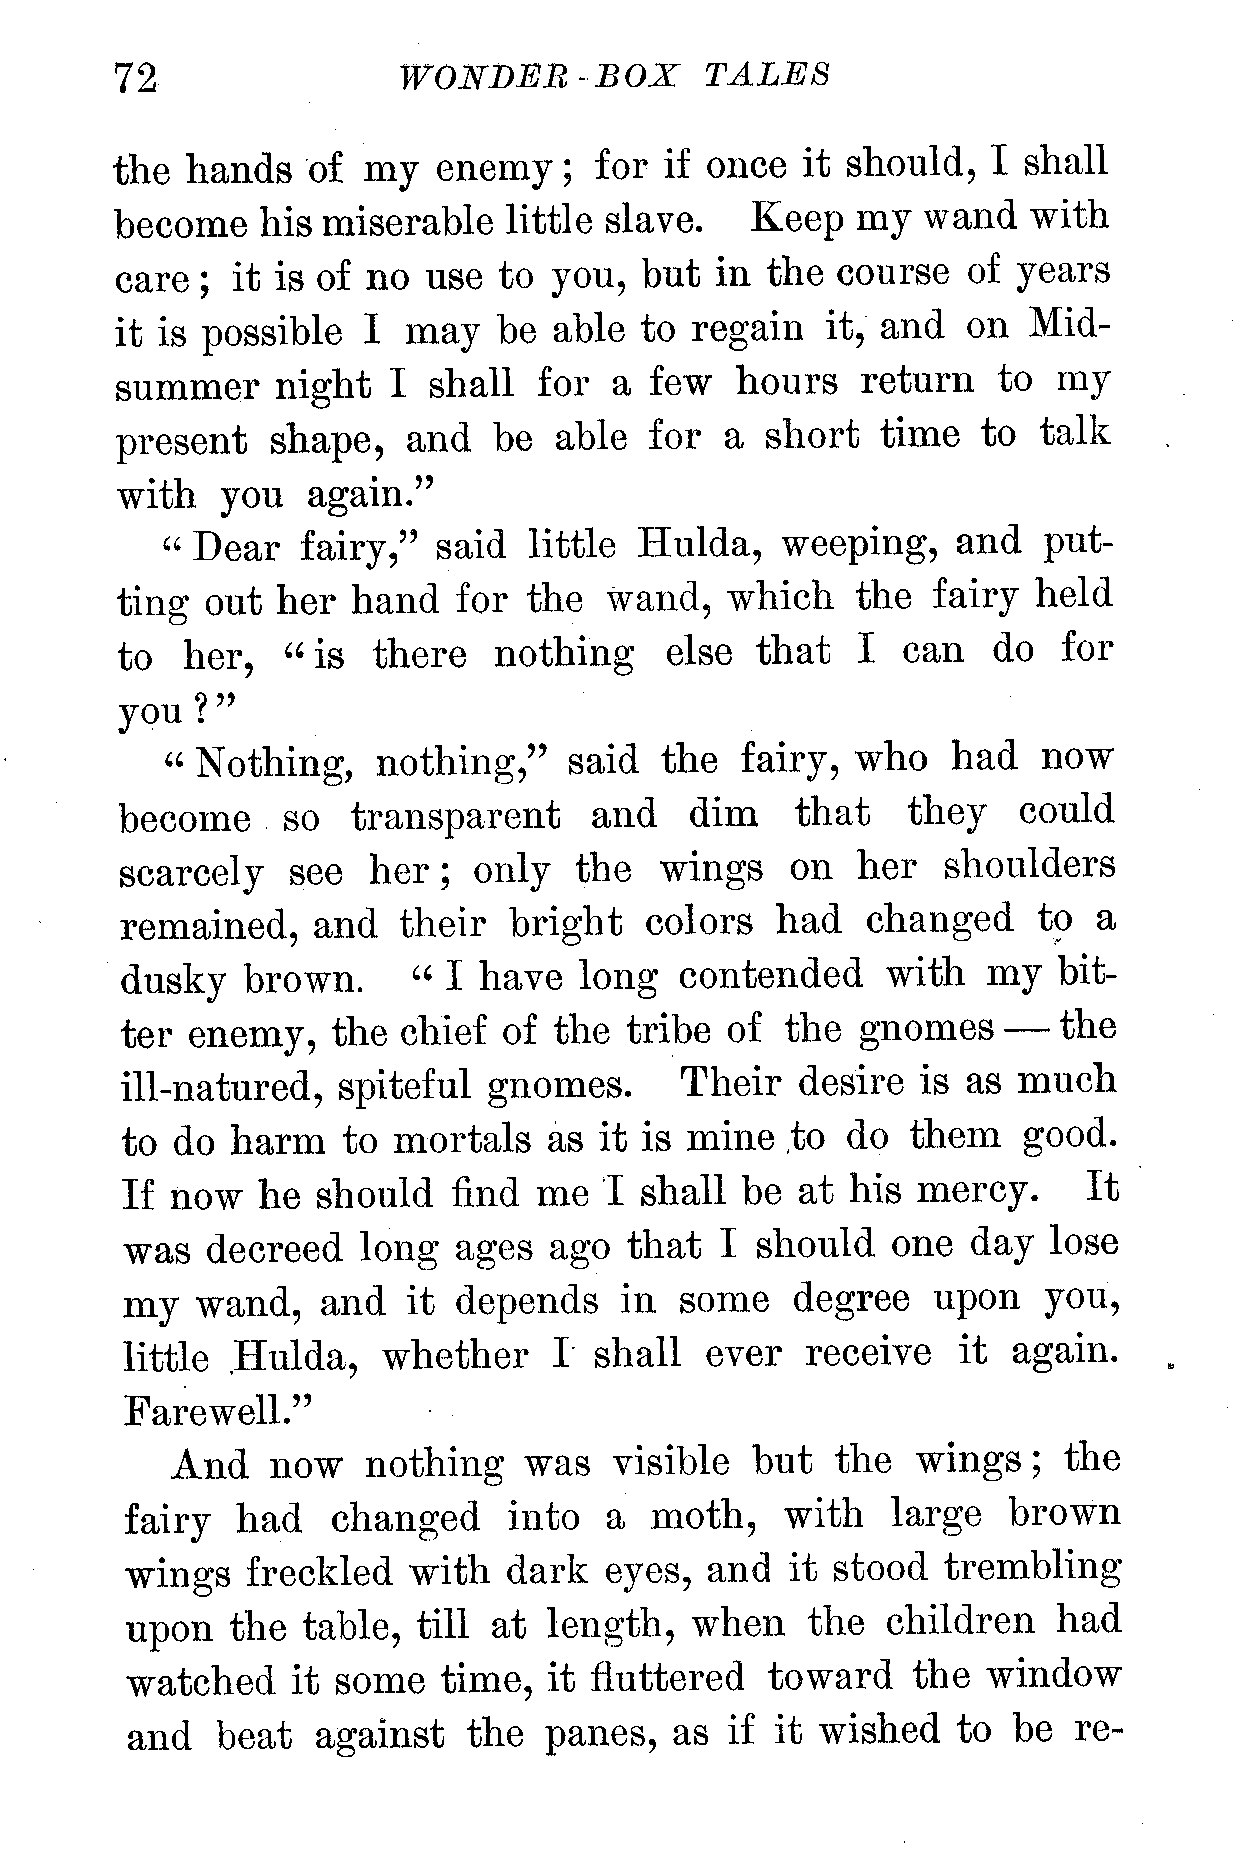 72 WONDER-BOX TALES
the hands of my enemy; for if once it should, I shall
become his miserable little slave. Keep my wand with
care; it is of no use to you, but in the course of years
it is possible I may be able to regain it, and on Mid-
summer night I shall for a few hours return to my
present shape, and be able for a short time to talk
with you again."
"Dear fairy," said little Hulda, weeping, and put-
ting out her hand for the wand, which the fairy held
to her, "is there nothing else that I can do for
you?"
"Nothing, nothing," said the fairy, who had now
become so transparent and dim that they could
scarcely see her; only the wings on her shoulders
remained, and their bright colors had changed to a
dusky brown. "I have long contended with my bit-
ter enemy, the chief of the tribe of the gnomes — the
ill-natured, spiteful gnomes. Their desire is as much
to do harm to mortals as it is mine to do them good.
If now he should find me I shall be at his mercy. It
was decreed long ages ago that I should one day lose
my wand, and it depends in some degree upon you,
little Hulda, whether I shall ever receive it again.
Farewell."
And now nothing was visible but the wings; the
fairy had changed into a moth, with large brown
wings freckled with dark eyes, and it stood trembling
upon the table, till at length, when the children had
watched it some time, it fluttered toward the window
and beat against the panes, as if it wished to be re-